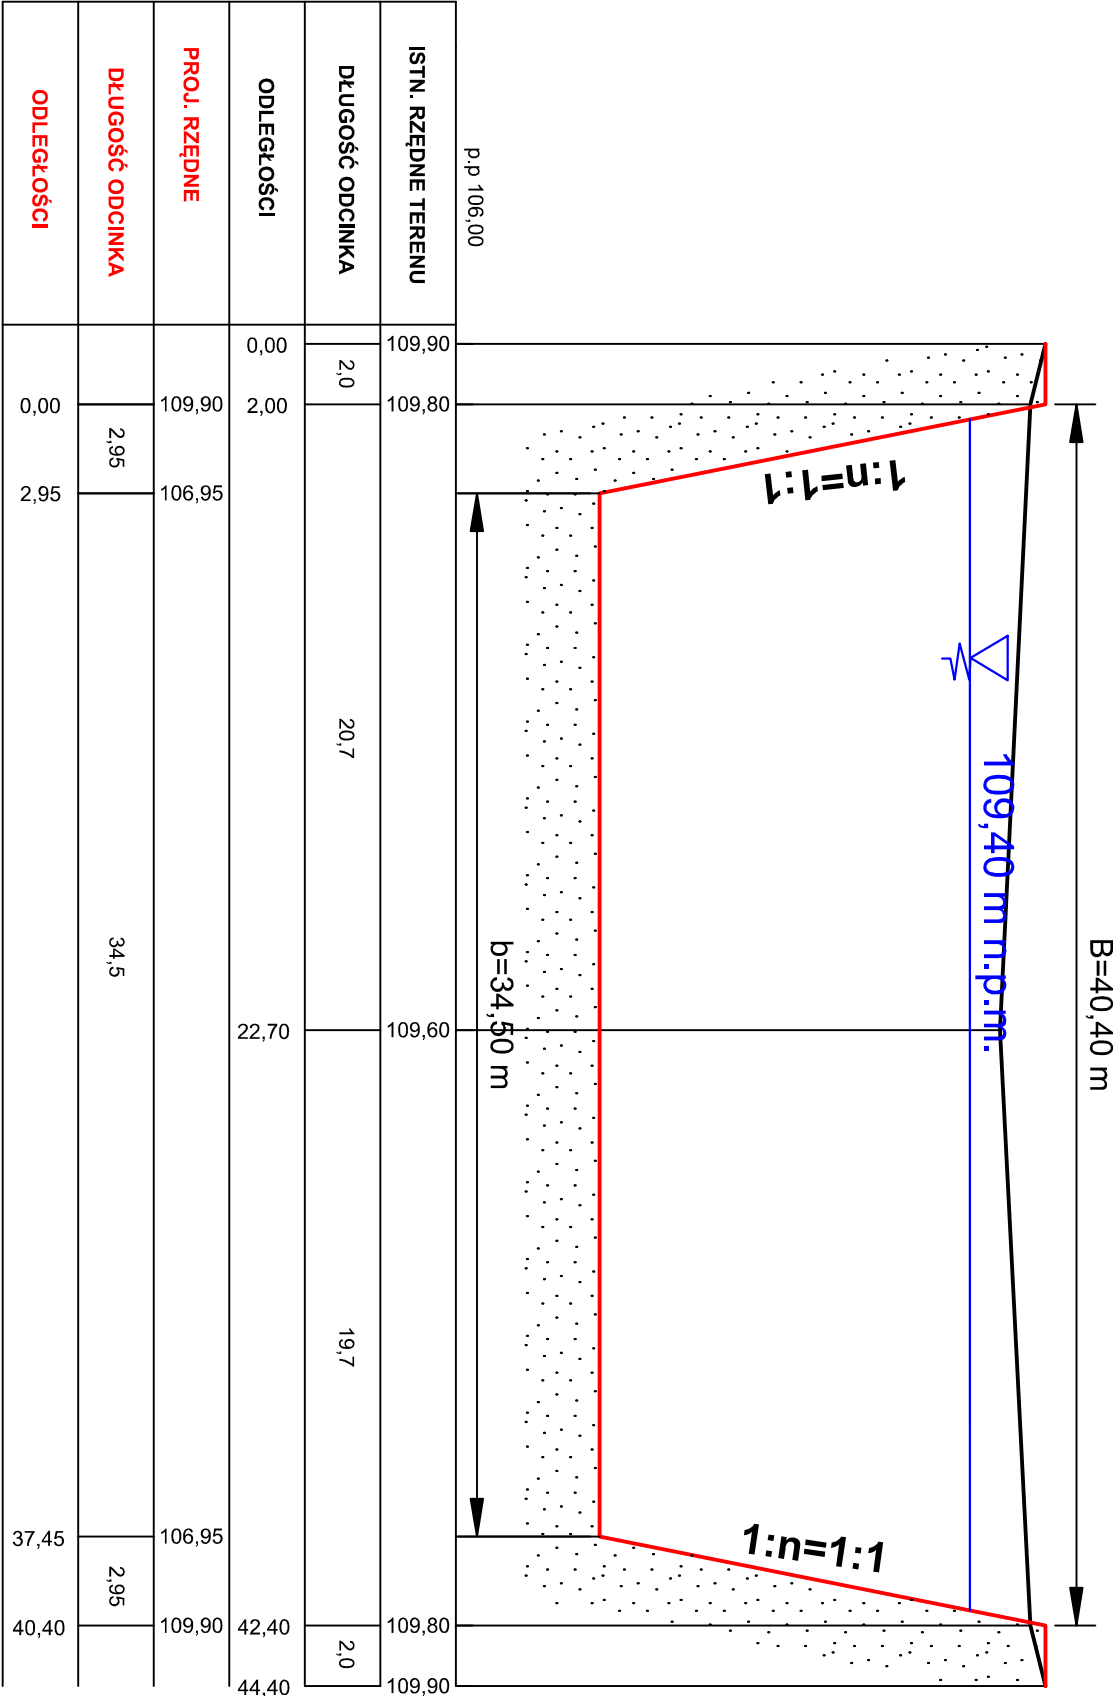 B=40,40 m
109,40 m n.p.m.
1:n=1:1
1:n=1:1
b=34,50 m
p.p 106,00
ISTN. RZĘDNE TERENU
109,90
109,80
109,60
109,80
109,90
DŁUGOŚĆ ODCINKA
2,0
20,7
19,7
2,0
ODLEGŁOŚCI
0,00
2,00
22,70
42,40
44,40
PROJ. RZĘDNE
109,90
106,95
106,95
109,90
DŁUGOŚĆ ODCINKA
2,95
34,5
2,95
ODLEGŁOŚCI
0,00
2,95
37,45
40,40